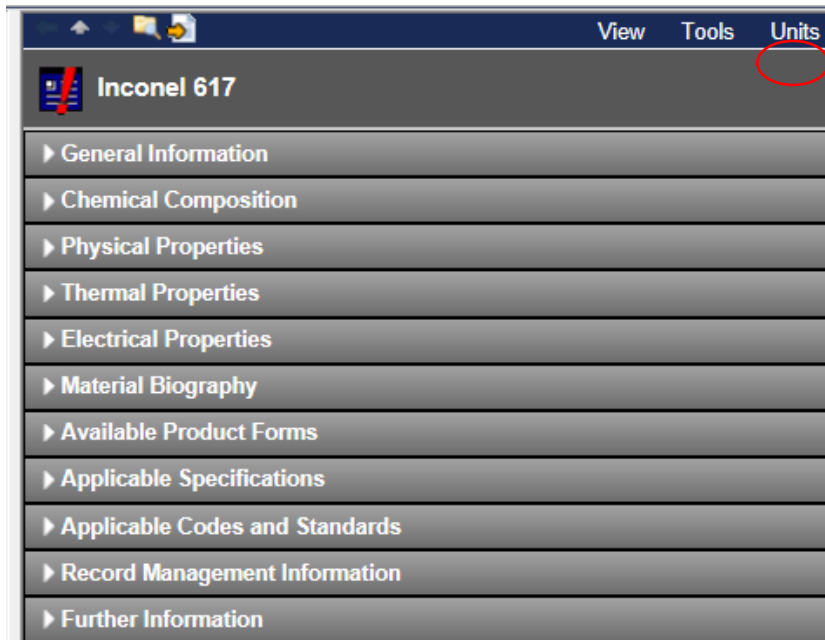 View Tools Units
Inconel 617
General Information
Chemical Composition
Physical Properties
Thermal Properties
Electrical Properties
Material Biography
Available Product Forms
Applicable Specifications
Applicable Codes and Standards
Record Management Information
Further Information